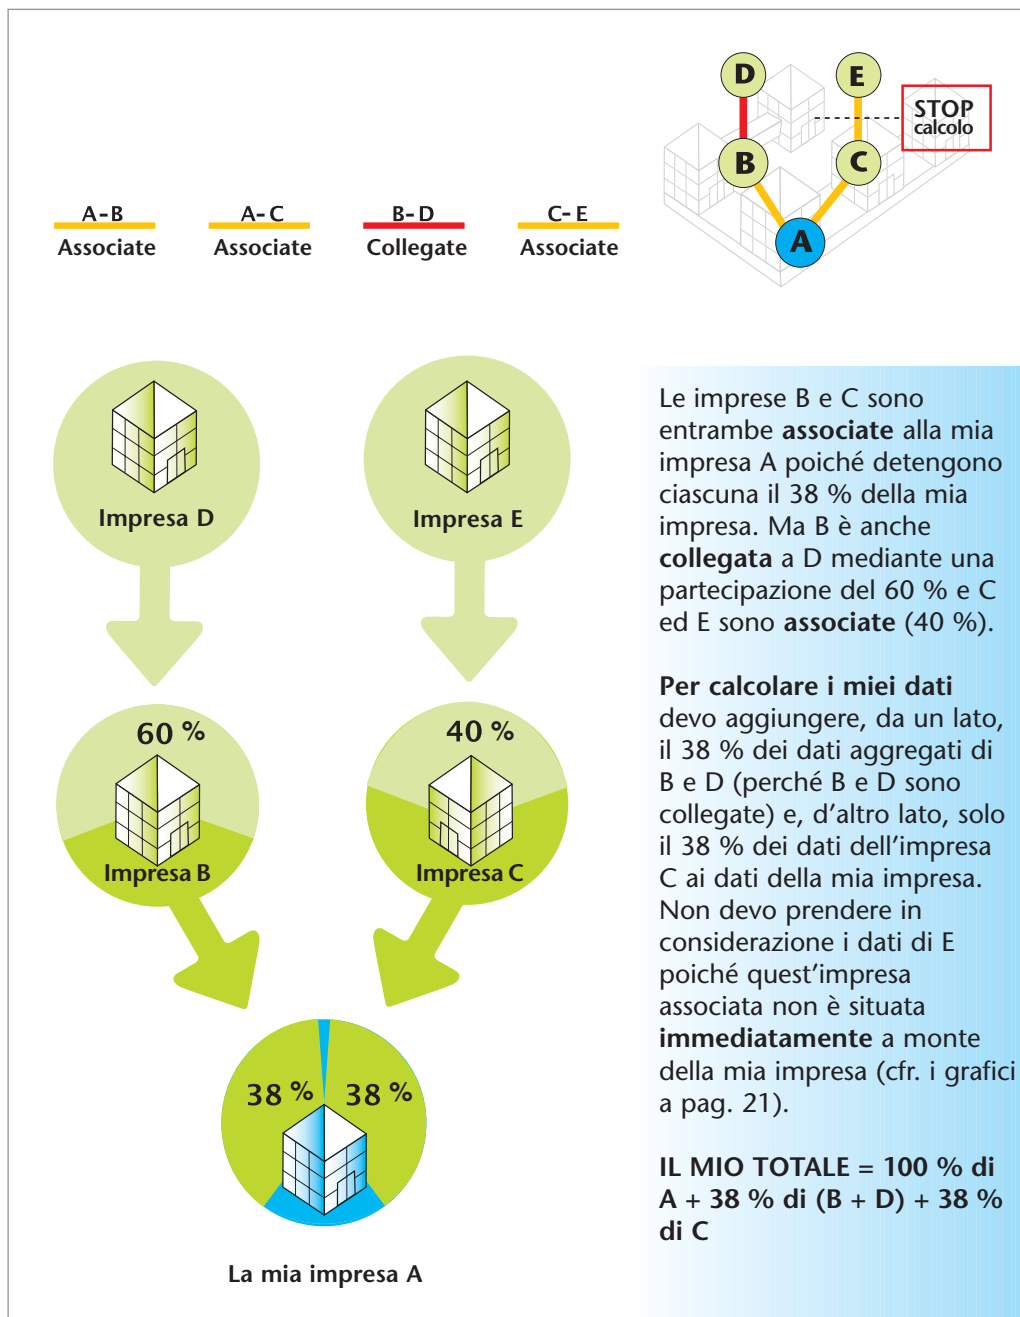 D
E
STOP
calcolo
B
C
A
A-B
Associate
A-C
Associate
B-D
Collegate
C-E
Associate
Impresa D
Impresa E
60 %
Impresa B
40 %
Impresa C
38 %
38 %
La mia impresa A
Le imprese B e C sono
entrambe associate alla mia
impresa A poiché detengono
ciascuna il 38 % della mia
impresa. Ma B è anche
collegata a D mediante una
partecipazione del 60 % e C
ed E sono associate (40 %).
Per calcolare i miei dati
devo aggiungere, da un lato,
il 38 % dei dati aggregati di
B e D (perché B e D sono
collegate) e, d'altro lato, solo
il 38 % dei dati dell'impresa
C ai dati della mia impresa.
Non devo prendere in
considerazione i dati di E
poiché quest'impresa
associata non è situata
immediatamente a monte
della mia impresa (cfr. i grafici
a pag. 21).
IL MIO TOTALE = 100 % di
A + 38 % di (B + D) + 38 %
di C